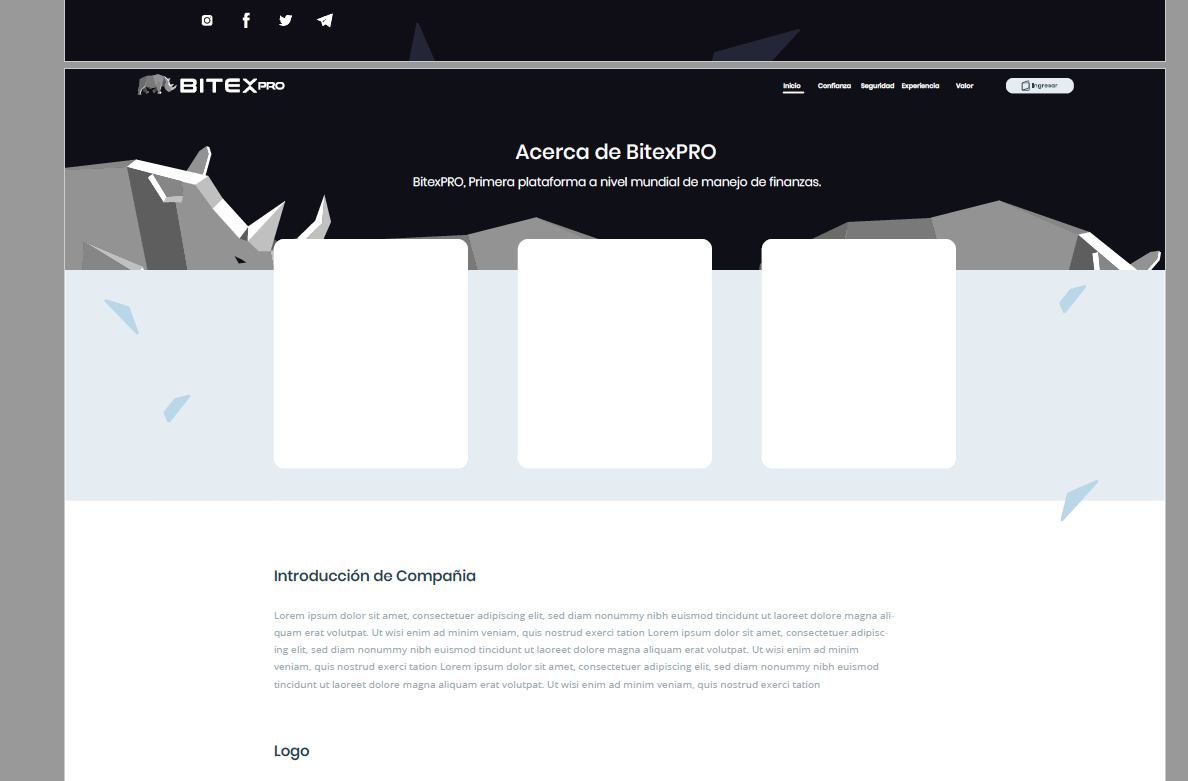 BITEXPRO
Inicio Confianza Seguridad Experiencia Valor Ingresar
Acerca de BitexPRO
BitexPRO, Primera plataforma a nivel mundial de manejo de finanzas.
Introducción de Compañia
Lorem ipsum dolor sit amet, consectetuer adipiscing elit, sed diam nonummy nibh euismod tincidunt ut laoreet dolore magna ali-
quam erat volutpat. Ut wisi enim ad minim veniam, quis nostrud exerci tation Lorem ipsum dolor sit amet, consectetuer adipisc-
ing elit, sed diam nonummy nibh euismod tincidunt ut laoreet dolore magna aliquam erat volutpat. Ut wisi enim ad minim
veniam, quis nostrud exerci tation Lorem ipsum dolor sit amet, consectetuer adipiscing elit, sed diam nonummy nibh euismod
tincidunt ut laoreet dolore magna aliquam erat volutpat. Ut wisi enim ad minim veniam, quis nostrud exerci tation
Logo